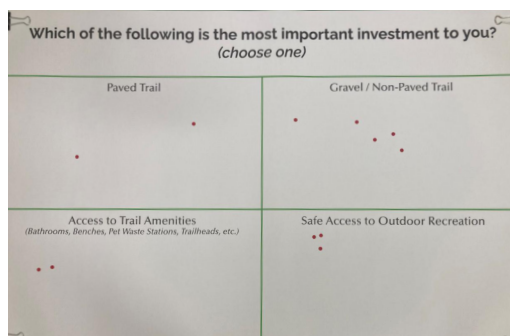 Which of the following is the most important investment to you?
(choose one)
Paved Trail
Gravel / Non-Paved Trail
Access to Trail Amenities
(Bathrooms, Benches, Pet Waste Stations, Trailheads, etc.)
Safe Access to Outdoor Recreation